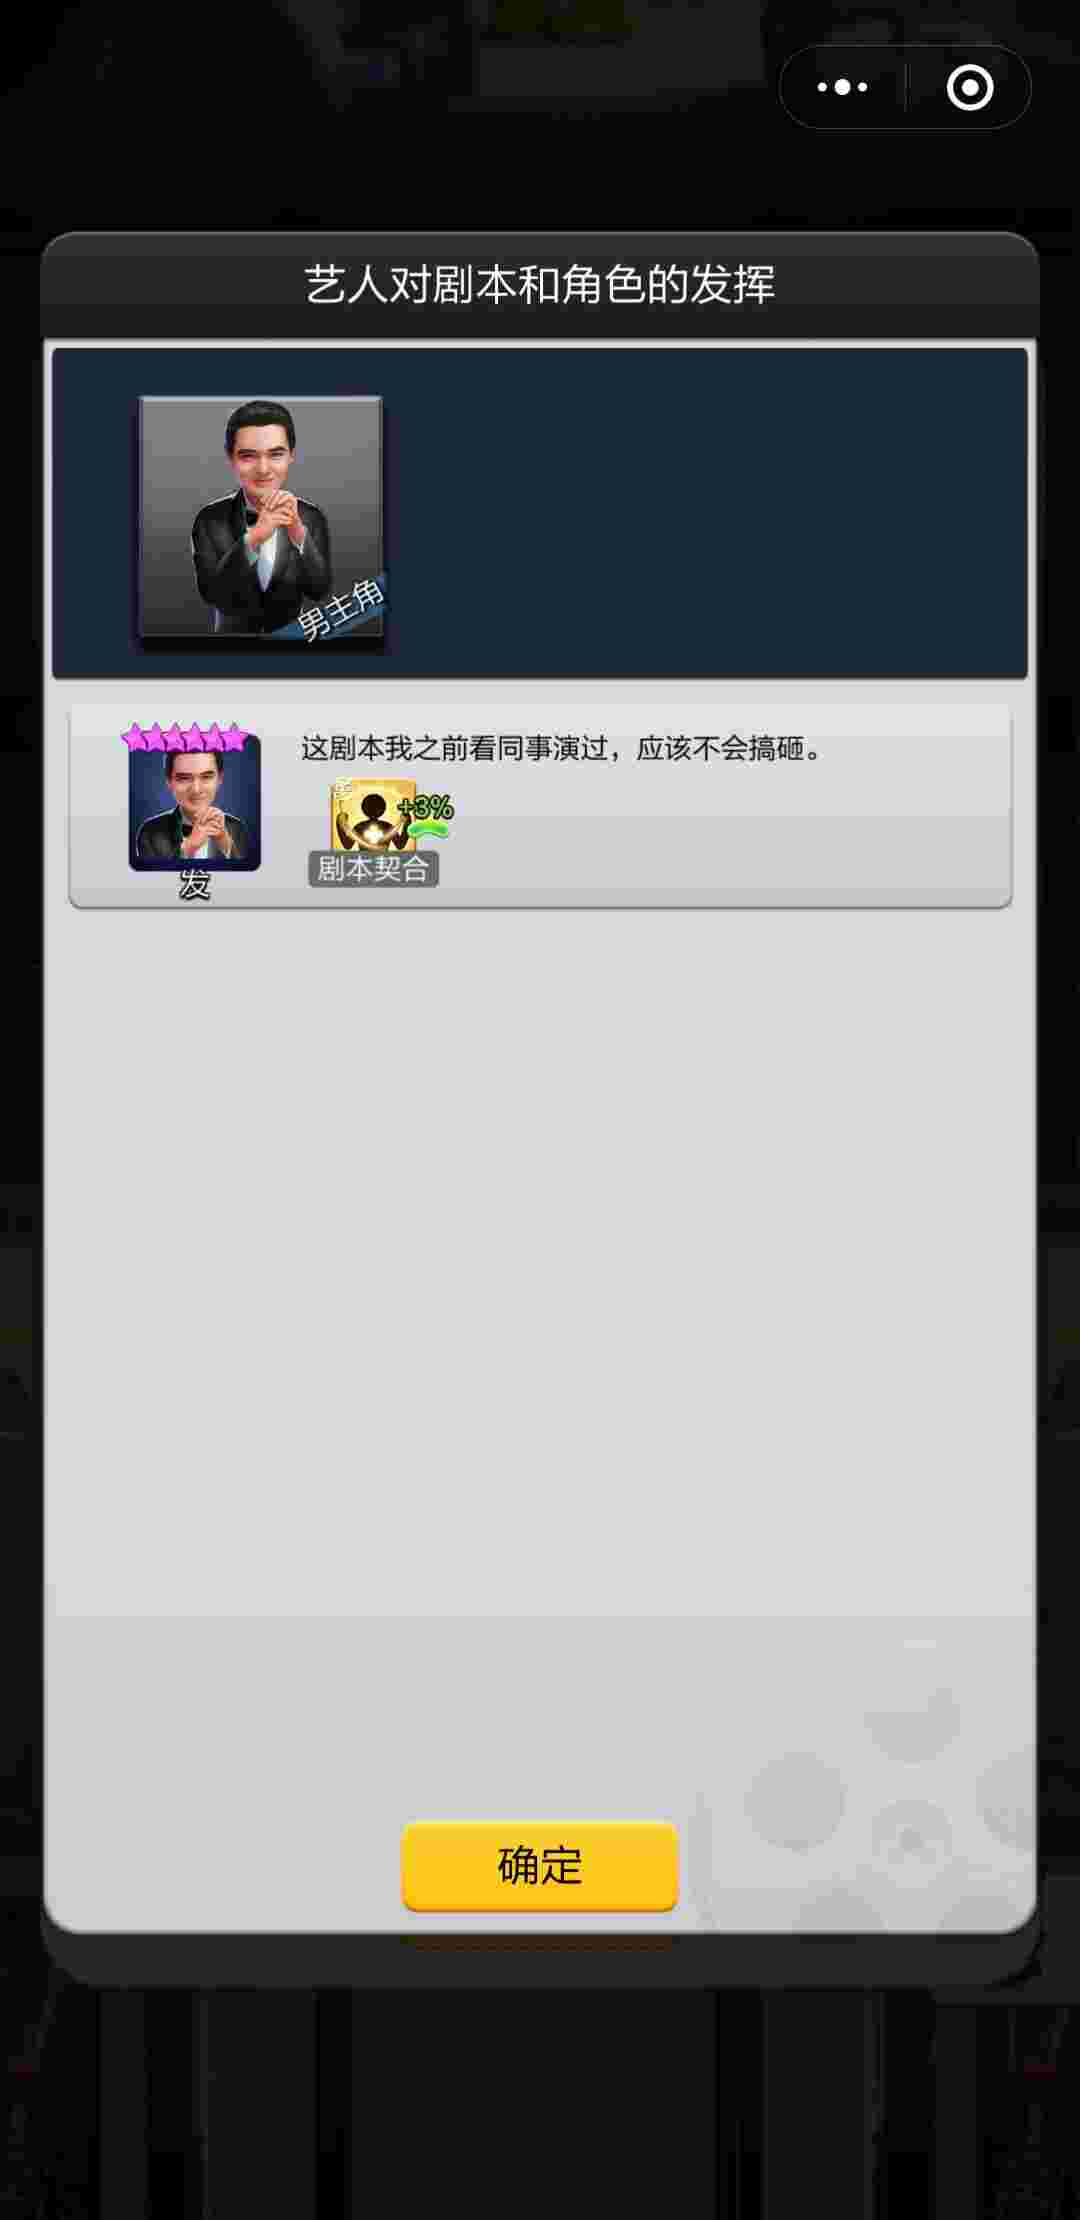 艺人对剧本和角色的发挥
男主角
这剧本我之前看同事演过，应该不会搞砸。
+3%
剧本契合
发
确定